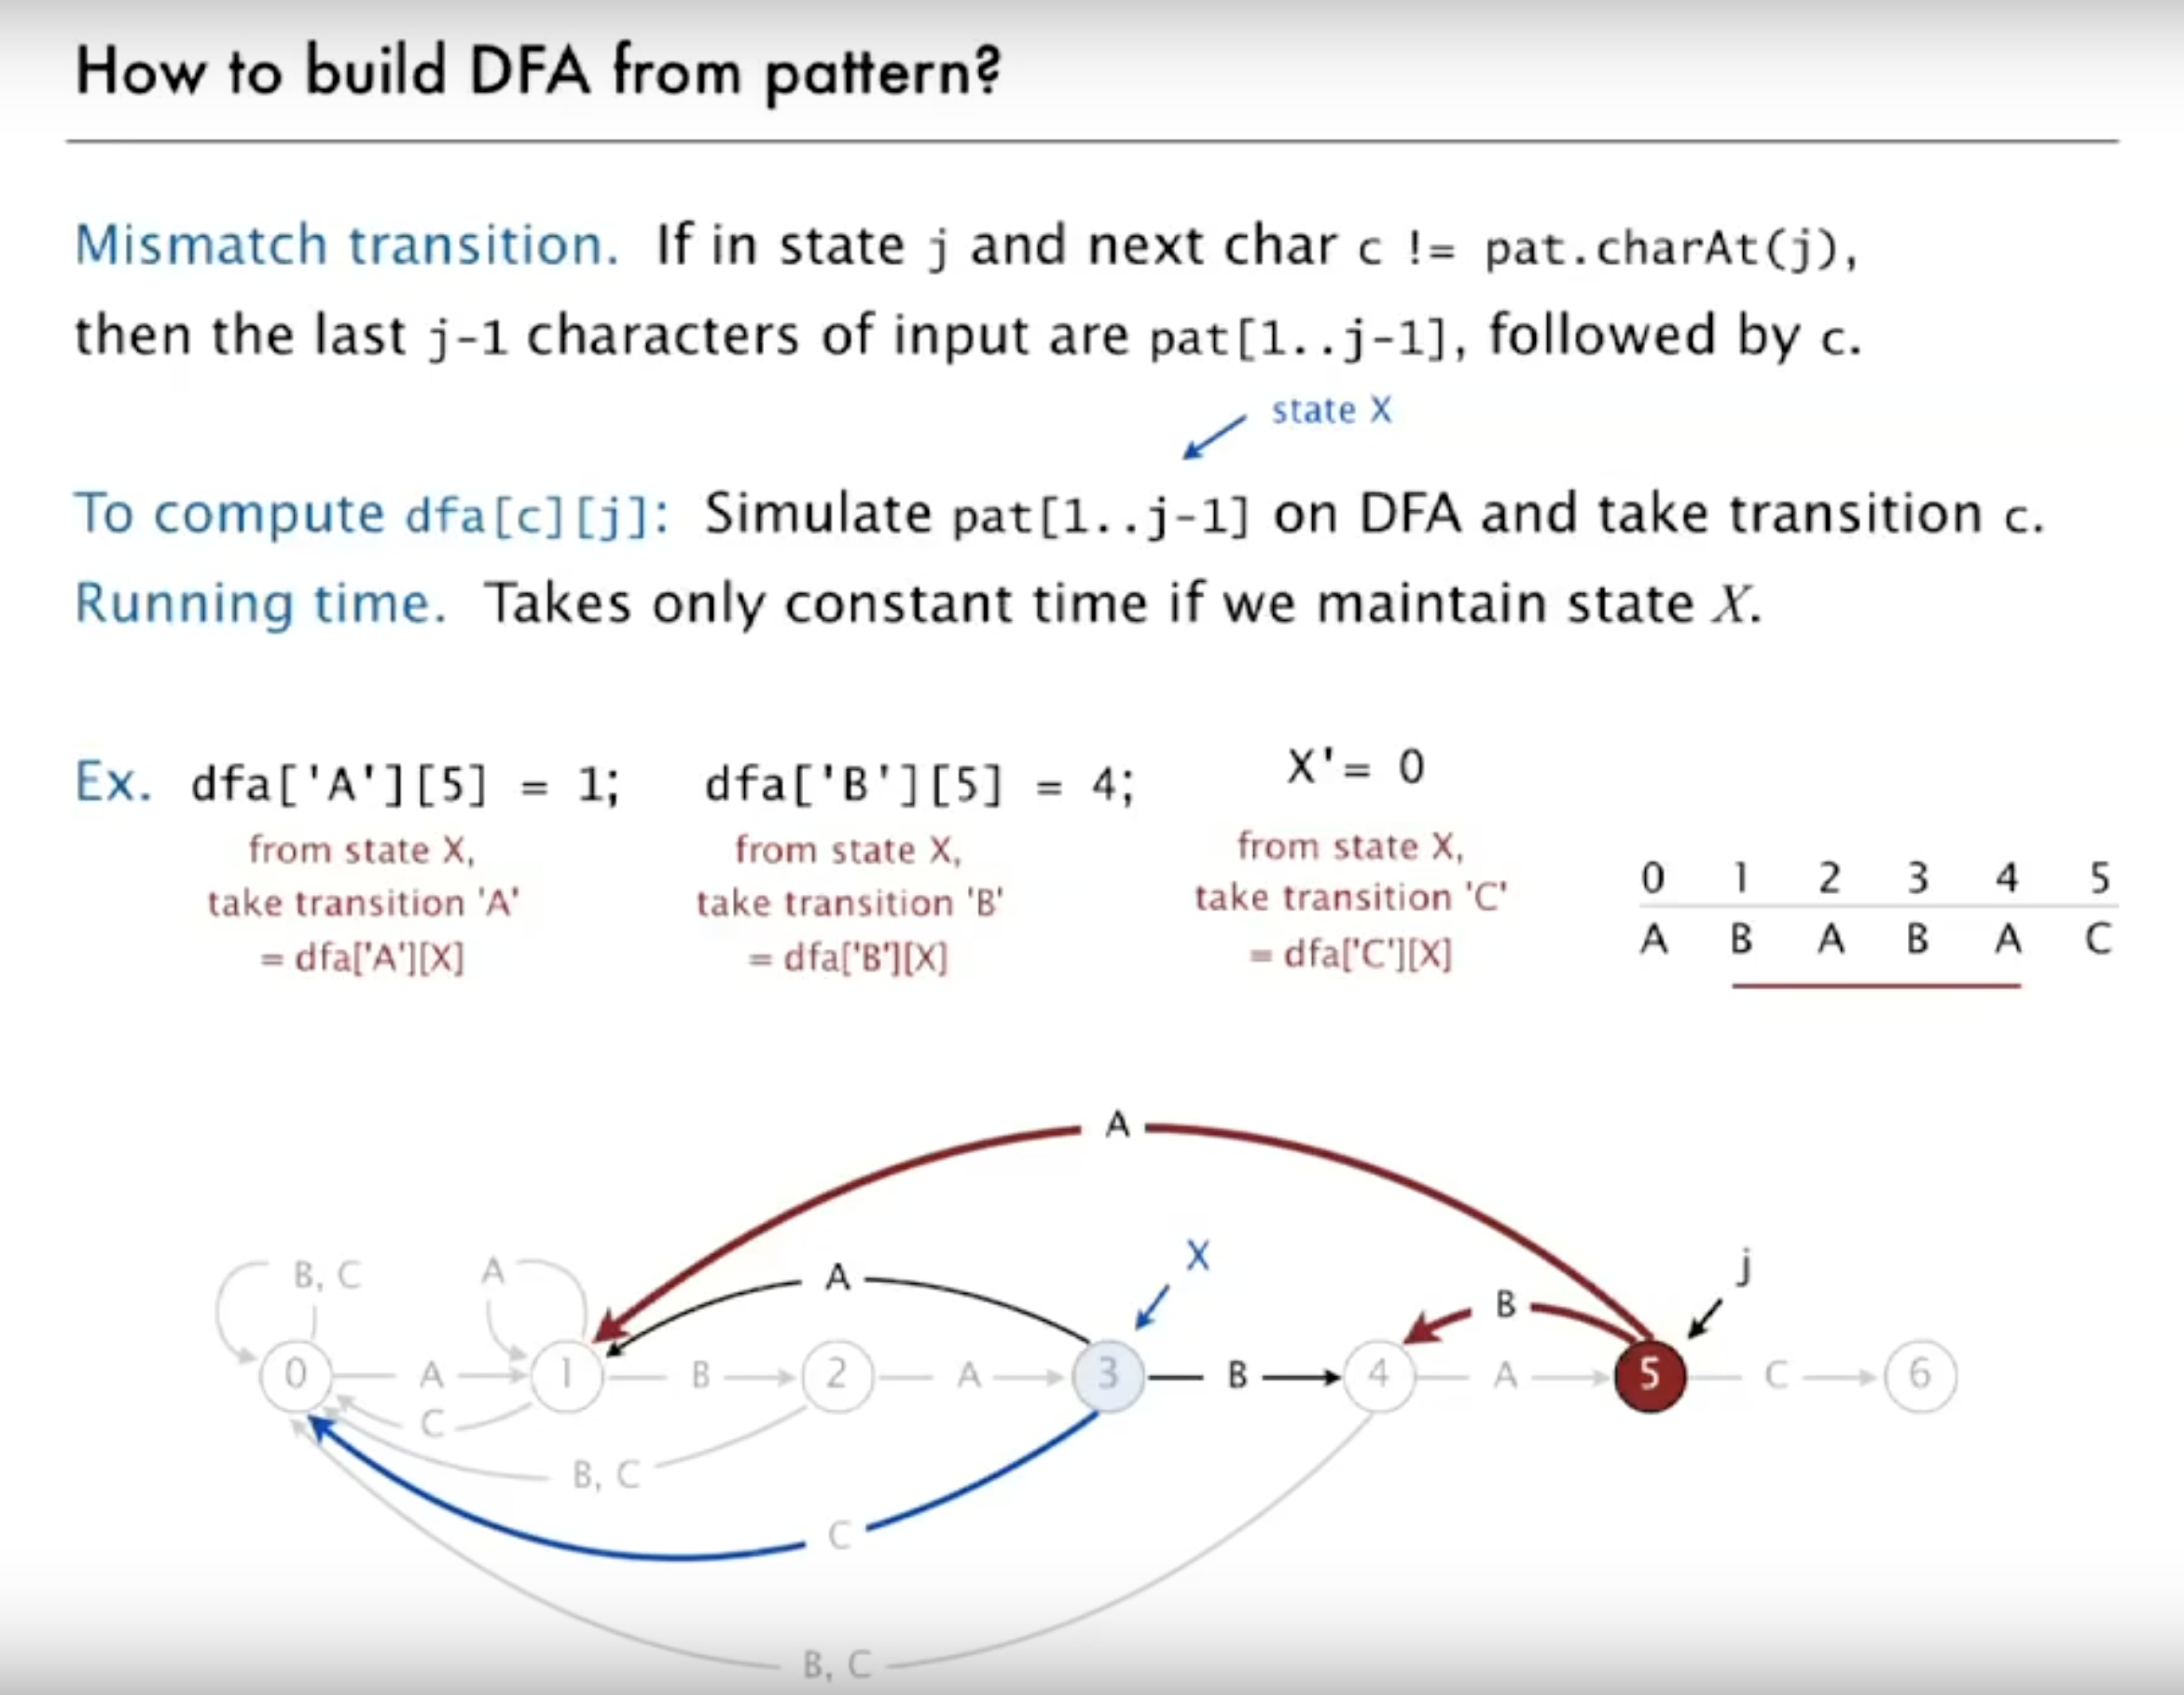 How to build DFA from pattern?
Mismatch transition. If in state j and next char c != pat.charAt(j),
then the last j-1 characters of input are pat[1..j-1], followed by c.
state X
To compute dfa[c][j]: Simulate pat[1..j-1] on DFA and take transition c.
Running time. Takes only constant time if we maintain state X.
Ex. dfa['A'][5] = 1; dfa['B'][5] = 4; X'= 0
from state X, from state X, from state X,
take transition 'A' take transition 'B' take transition 'C'
= dfa['A'][X] = dfa['B'][X] = dfa['C'][X]
0 1 2 3 4 5
A B A B A C
A
X j
B, C A A B
0 A 1 B 2 A 3 B 4 A 5 C 6
C
B, C
C
B, C